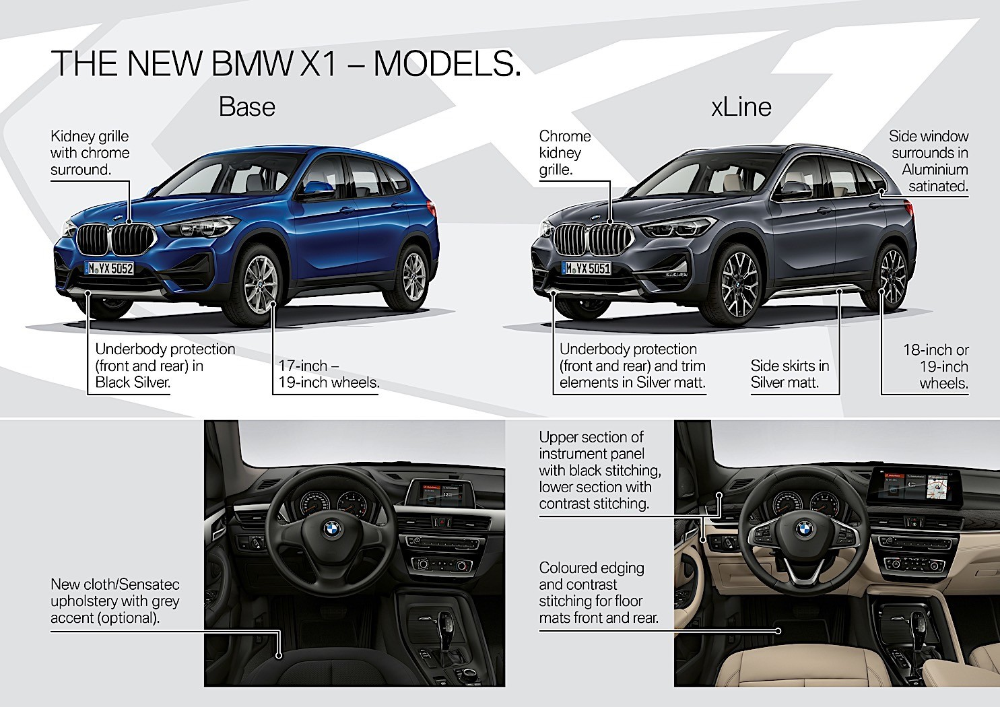 THE NEW BMW X1 – MODELS.
Base
Kidney grille
with chrome
surround.
M YX 5052
Underbody protection
(front and rear) in
Black Silver.
17-inch –
19-inch wheels.
xLine
Chrome
kidney
grille.
Side window
surrounds in
Aluminium
satinated.
M YX 5051
Underbody protection
(front and rear) and trim
elements in Silver matt.
Side skirts in
Silver matt.
18-inch or
19-inch
wheels.
New cloth/Sensatec
upholstery with grey
accent (optional).
Upper section of
instrument panel
with black stitching,
lower section with
contrast stitching.
Coloured edging
and contrast
stitching for floor
mats front and rear.